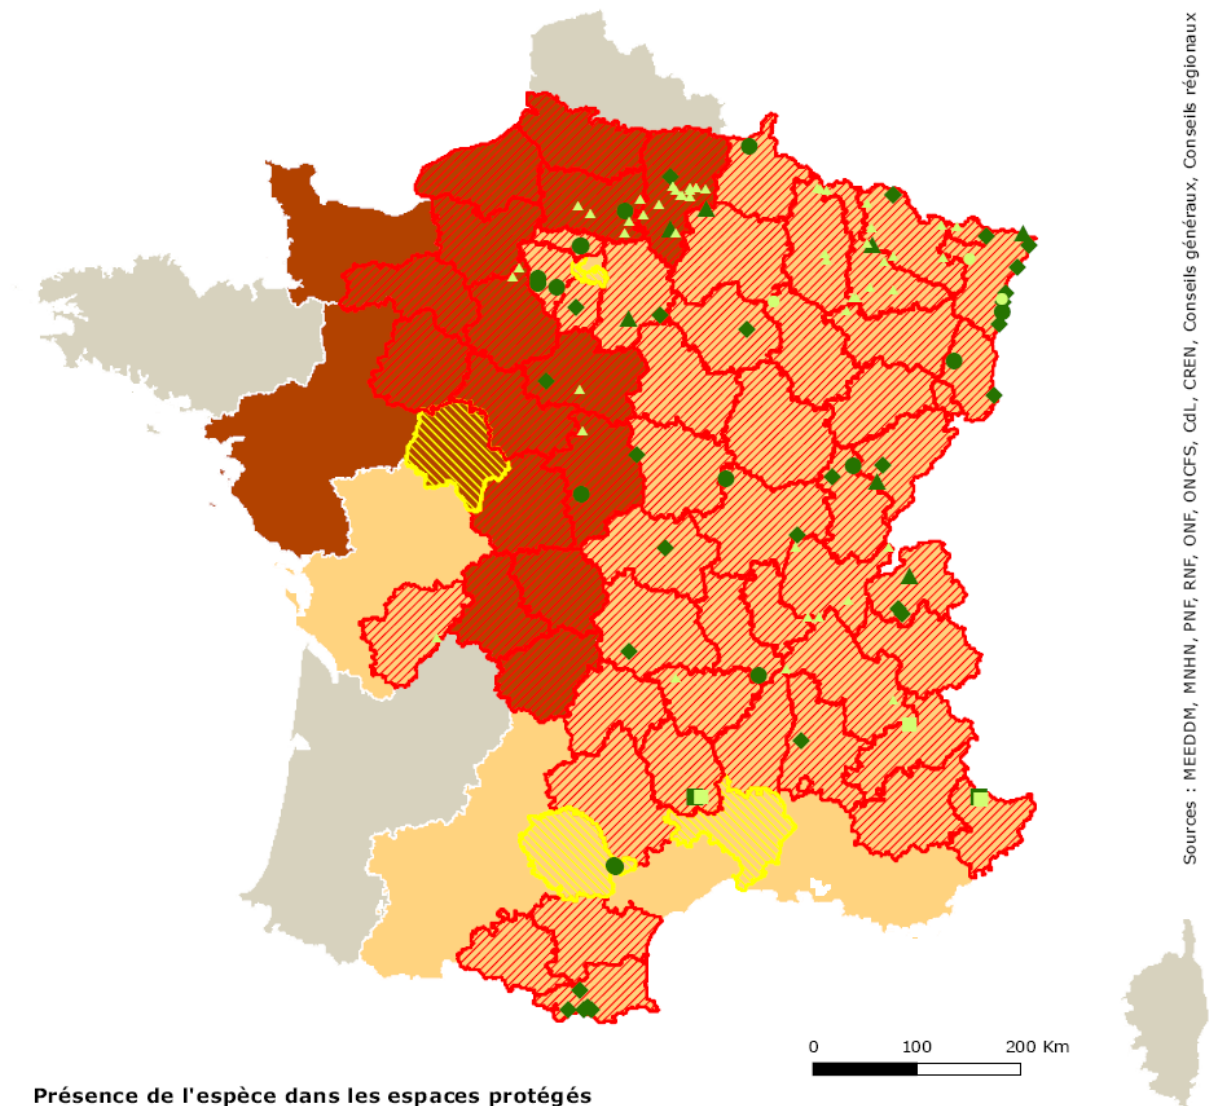 Sources : MEEDDM, MNHN, PNF, RNF, ONF, ONCFS, CdL, CREN, Conseils généraux, Conseils régionaux
0 100 200 Km
Présence de l'espèce dans les espaces protégés